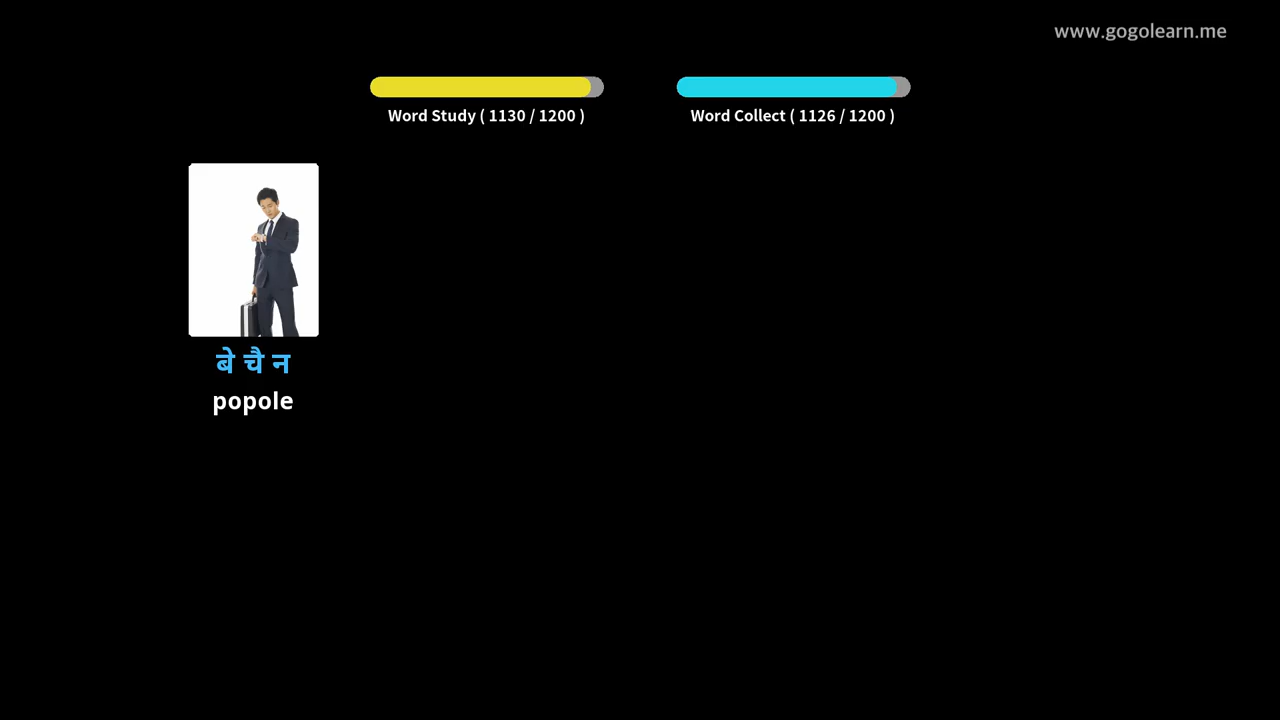 www.gogolearn.me
Word Study ( 1130 / 1200 )
Word Collect ( 1126 / 1200 )
बे चै न
popole